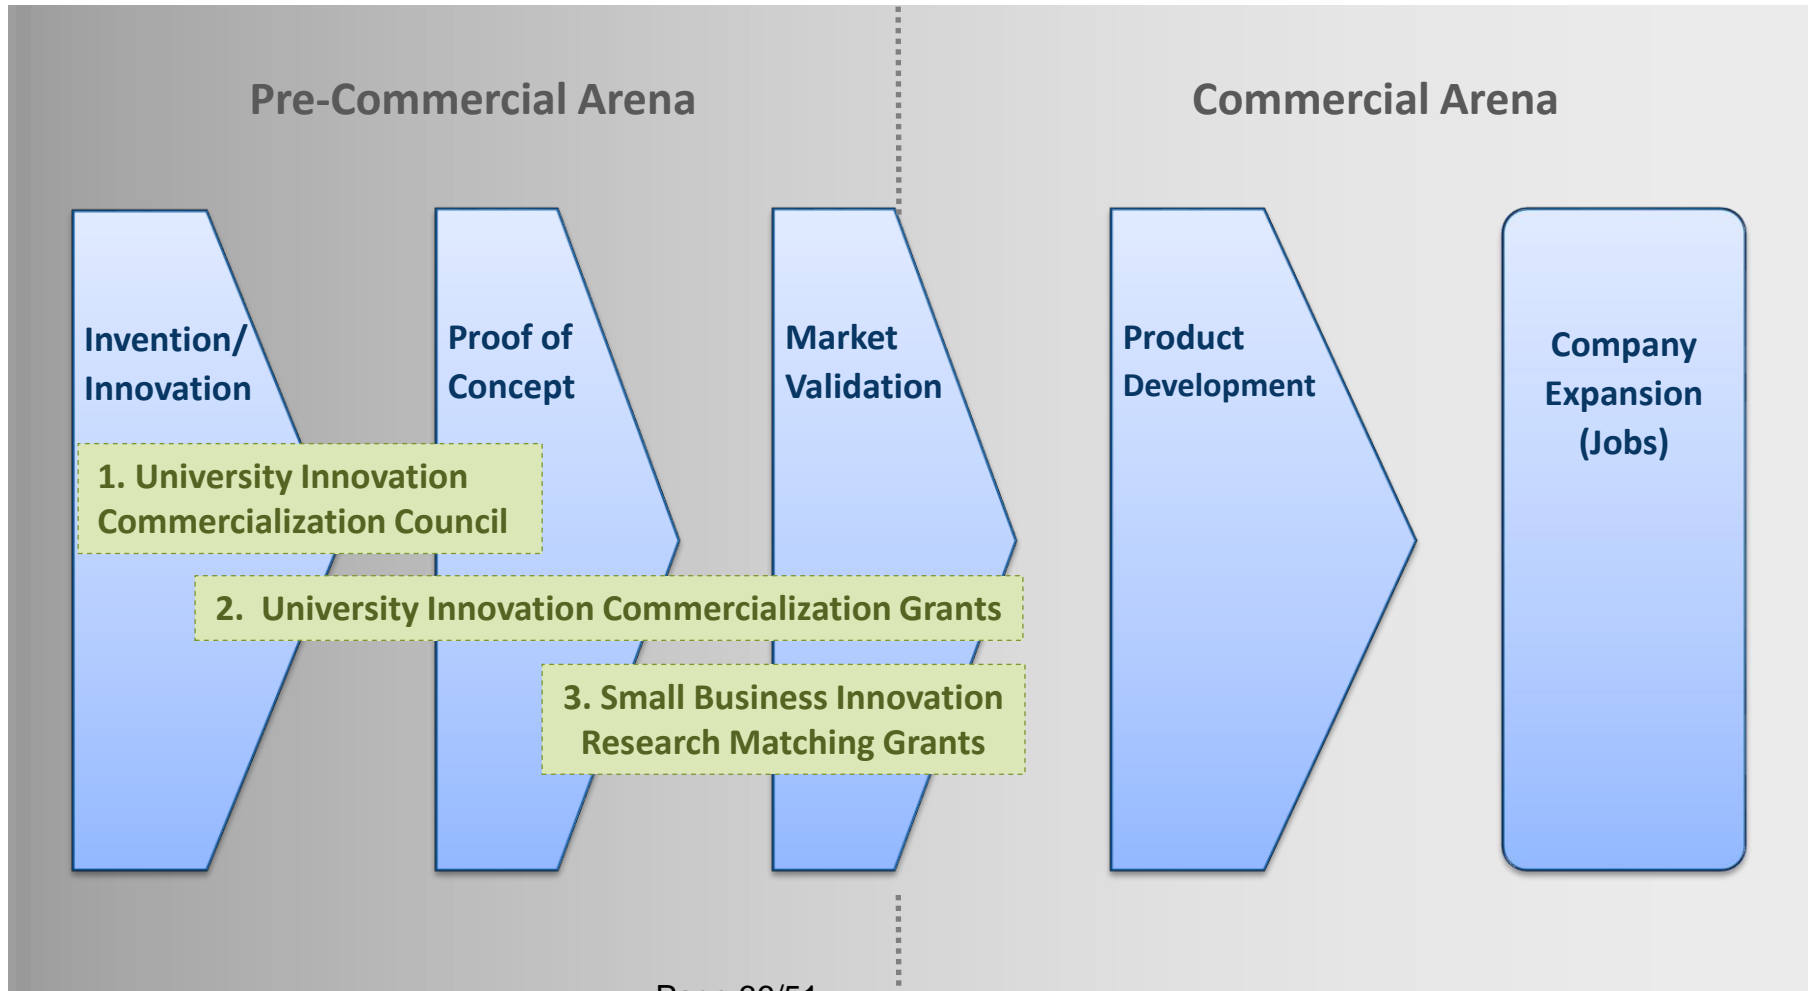 Pre-Commercial Arena
Commercial Arena
Invention/
Innovation
Proof of
Concept
Market
Validation
Product
Development
Company
Expansion
(Jobs)
1. University Innovation
Commercialization Council
2. University Innovation Commercialization Grants
3. Small Business Innovation
Research Matching Grants